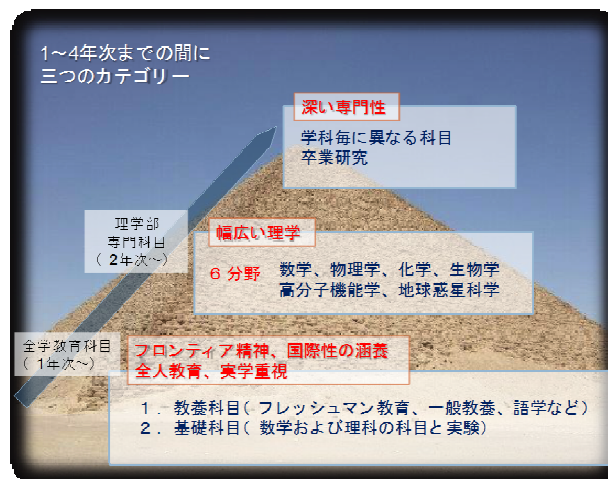 1～4年次までの間に
三つのカテゴリー
深い専門性
学科毎に異なる科目
卒業研究
理学部
専門科目
( 2年次～)
幅広い理学
６分野　数学、物理学、化学、生物学
高分子機能学、地球惑星科学
全学教育科目
( 1年次～)
フロンティア精神、国際性の涵養
全人教育、実学重視
１．教養科目( フレッシュマン教育、一般教養、語学など)
２．基礎科目( 数学および理科の科目と実験)